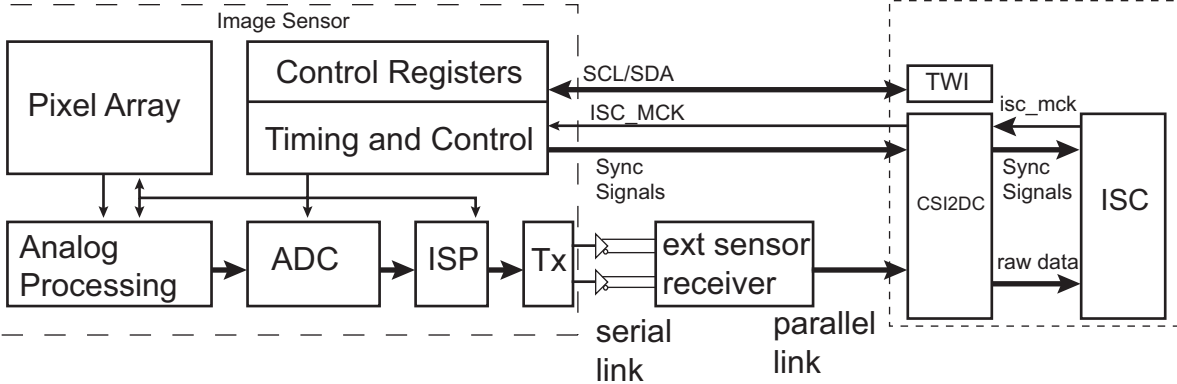 Image Sensor
Pixel Array
Control Registers
Timing and Control
SCL/SDA
TWI
ISC_MCK
isc_mck
Sync
Signals
Sync
Signals
CSI2DC
ISC
Analog
Processing
ADC
ISP
Tx
ext sensor
receiver
raw data
serial
link
parallel
link